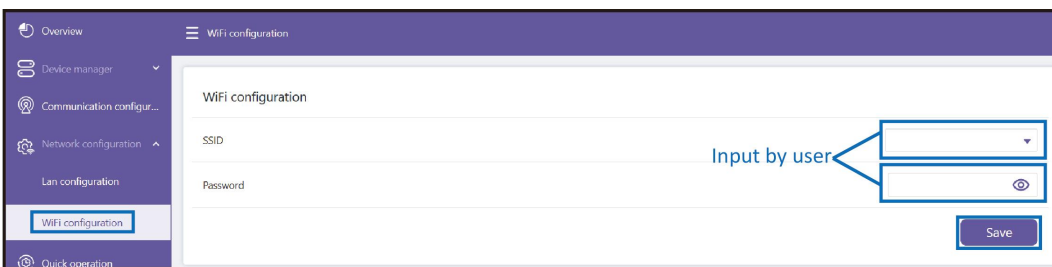 Overview
WiFi configuration
Device manager
Communication configur...
Network configuration
Lan configuration
WiFi configuration
Quick operation
WiFi configuration
SSID
Password
Input by user
Save